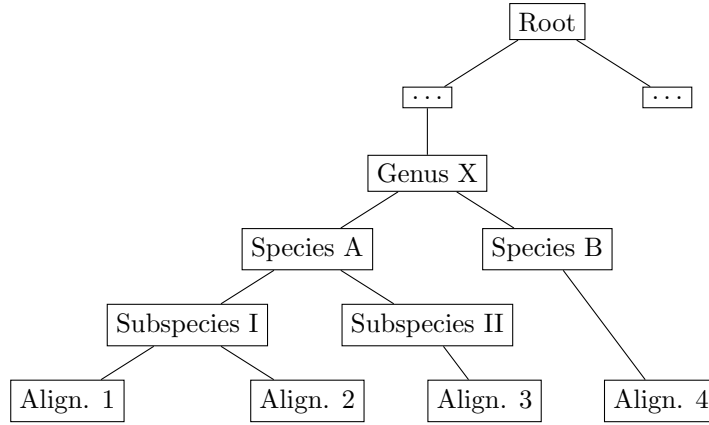 Root
...
...
Genus X
Species A
Species B
Subspecies I
Subspecies II
Align. 1
Align. 2
Align. 3
Align. 4